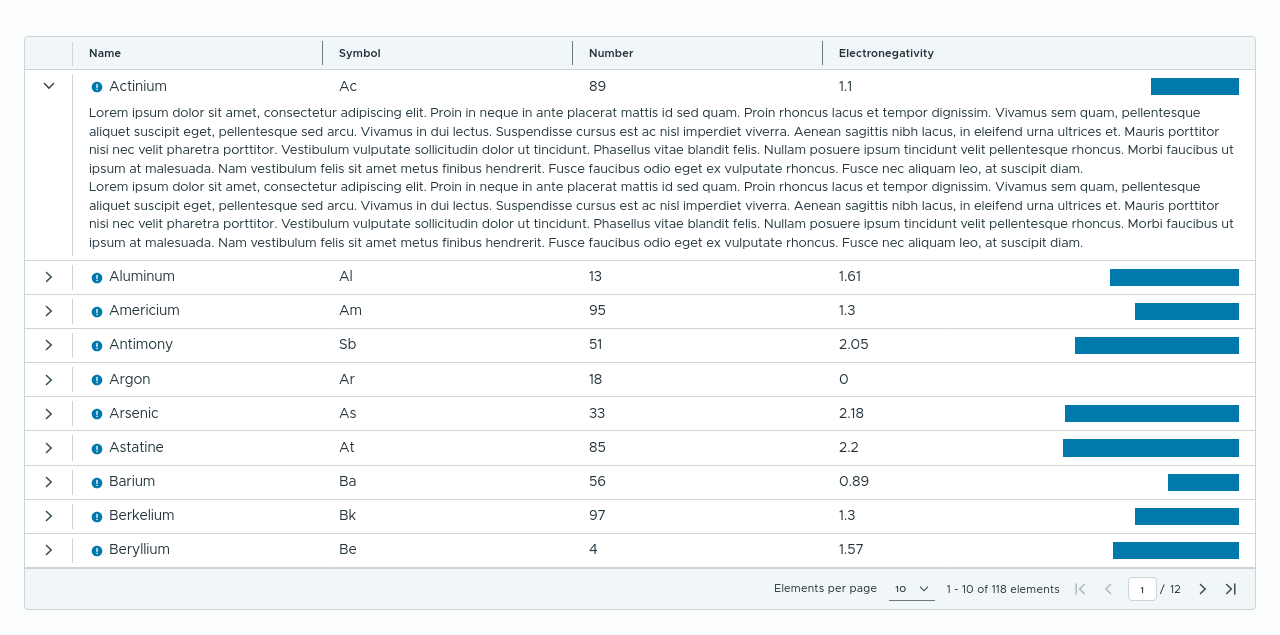 Name Symbol Number Electronegativity
Actinium Ac 89 1.1
Lorem ipsum dolor sit amet, consectetur adipiscing elit. Proin in neque in ante placerat mattis id sed quam. Proin rhoncus lacus et tempor dignissim. Vivamus sem quam, pellentesque
aliquet suscipit eget, pellentesque sed arcu. Vivamus in dui lectus. Suspendisse cursus est ac nisl imperdiet viverra. Aenean sagittis nibh lacus, in eleifend urna ultrices et. Mauris porttitor
nisi nec velit pharetra porttitor. Vestibulum vulputate sollicitudin dolor ut tincidunt. Phasellus vitae blandit felis. Nullam posuere ipsum tincidunt velit pellentesque rhoncus. Morbi faucibus ut
ipsum at malesuada. Nam vestibulum felis sit amet metus finibus hendrerit. Fusce faucibus odio eget ex vulputate rhoncus. Fusce nec aliquam leo, at suscipit diam.
Lorem ipsum dolor sit amet, consectetur adipiscing elit. Proin in neque in ante placerat mattis id sed quam. Proin rhoncus lacus et tempor dignissim. Vivamus sem quam, pellentesque
aliquet suscipit eget, pellentesque sed arcu. Vivamus in dui lectus. Suspendisse cursus est ac nisl imperdiet viverra. Aenean sagittis nibh lacus, in eleifend urna ultrices et. Mauris porttitor
nisi nec velit pharetra porttitor. Vestibulum vulputate sollicitudin dolor ut tincidunt. Phasellus vitae blandit felis. Nullam posuere ipsum tincidunt velit pellentesque rhoncus. Morbi faucibus ut
ipsum at malesuada. Nam vestibulum felis sit amet metus finibus hendrerit. Fusce faucibus odio eget ex vulputate rhoncus. Fusce nec aliquam leo, at suscipit diam.
Aluminum Al 13 1.61
Americium Am 95 1.3
Antimony Sb 51 2.05
Argon Ar 18 0
Arsenic As 33 2.18
Astatine At 85 2.2
Barium Ba 56 0.89
Berkelium Bk 97 1.3
Beryllium Be 4 1.57
Elements per page 10 1 - 10 of 118 elements 1 / 12